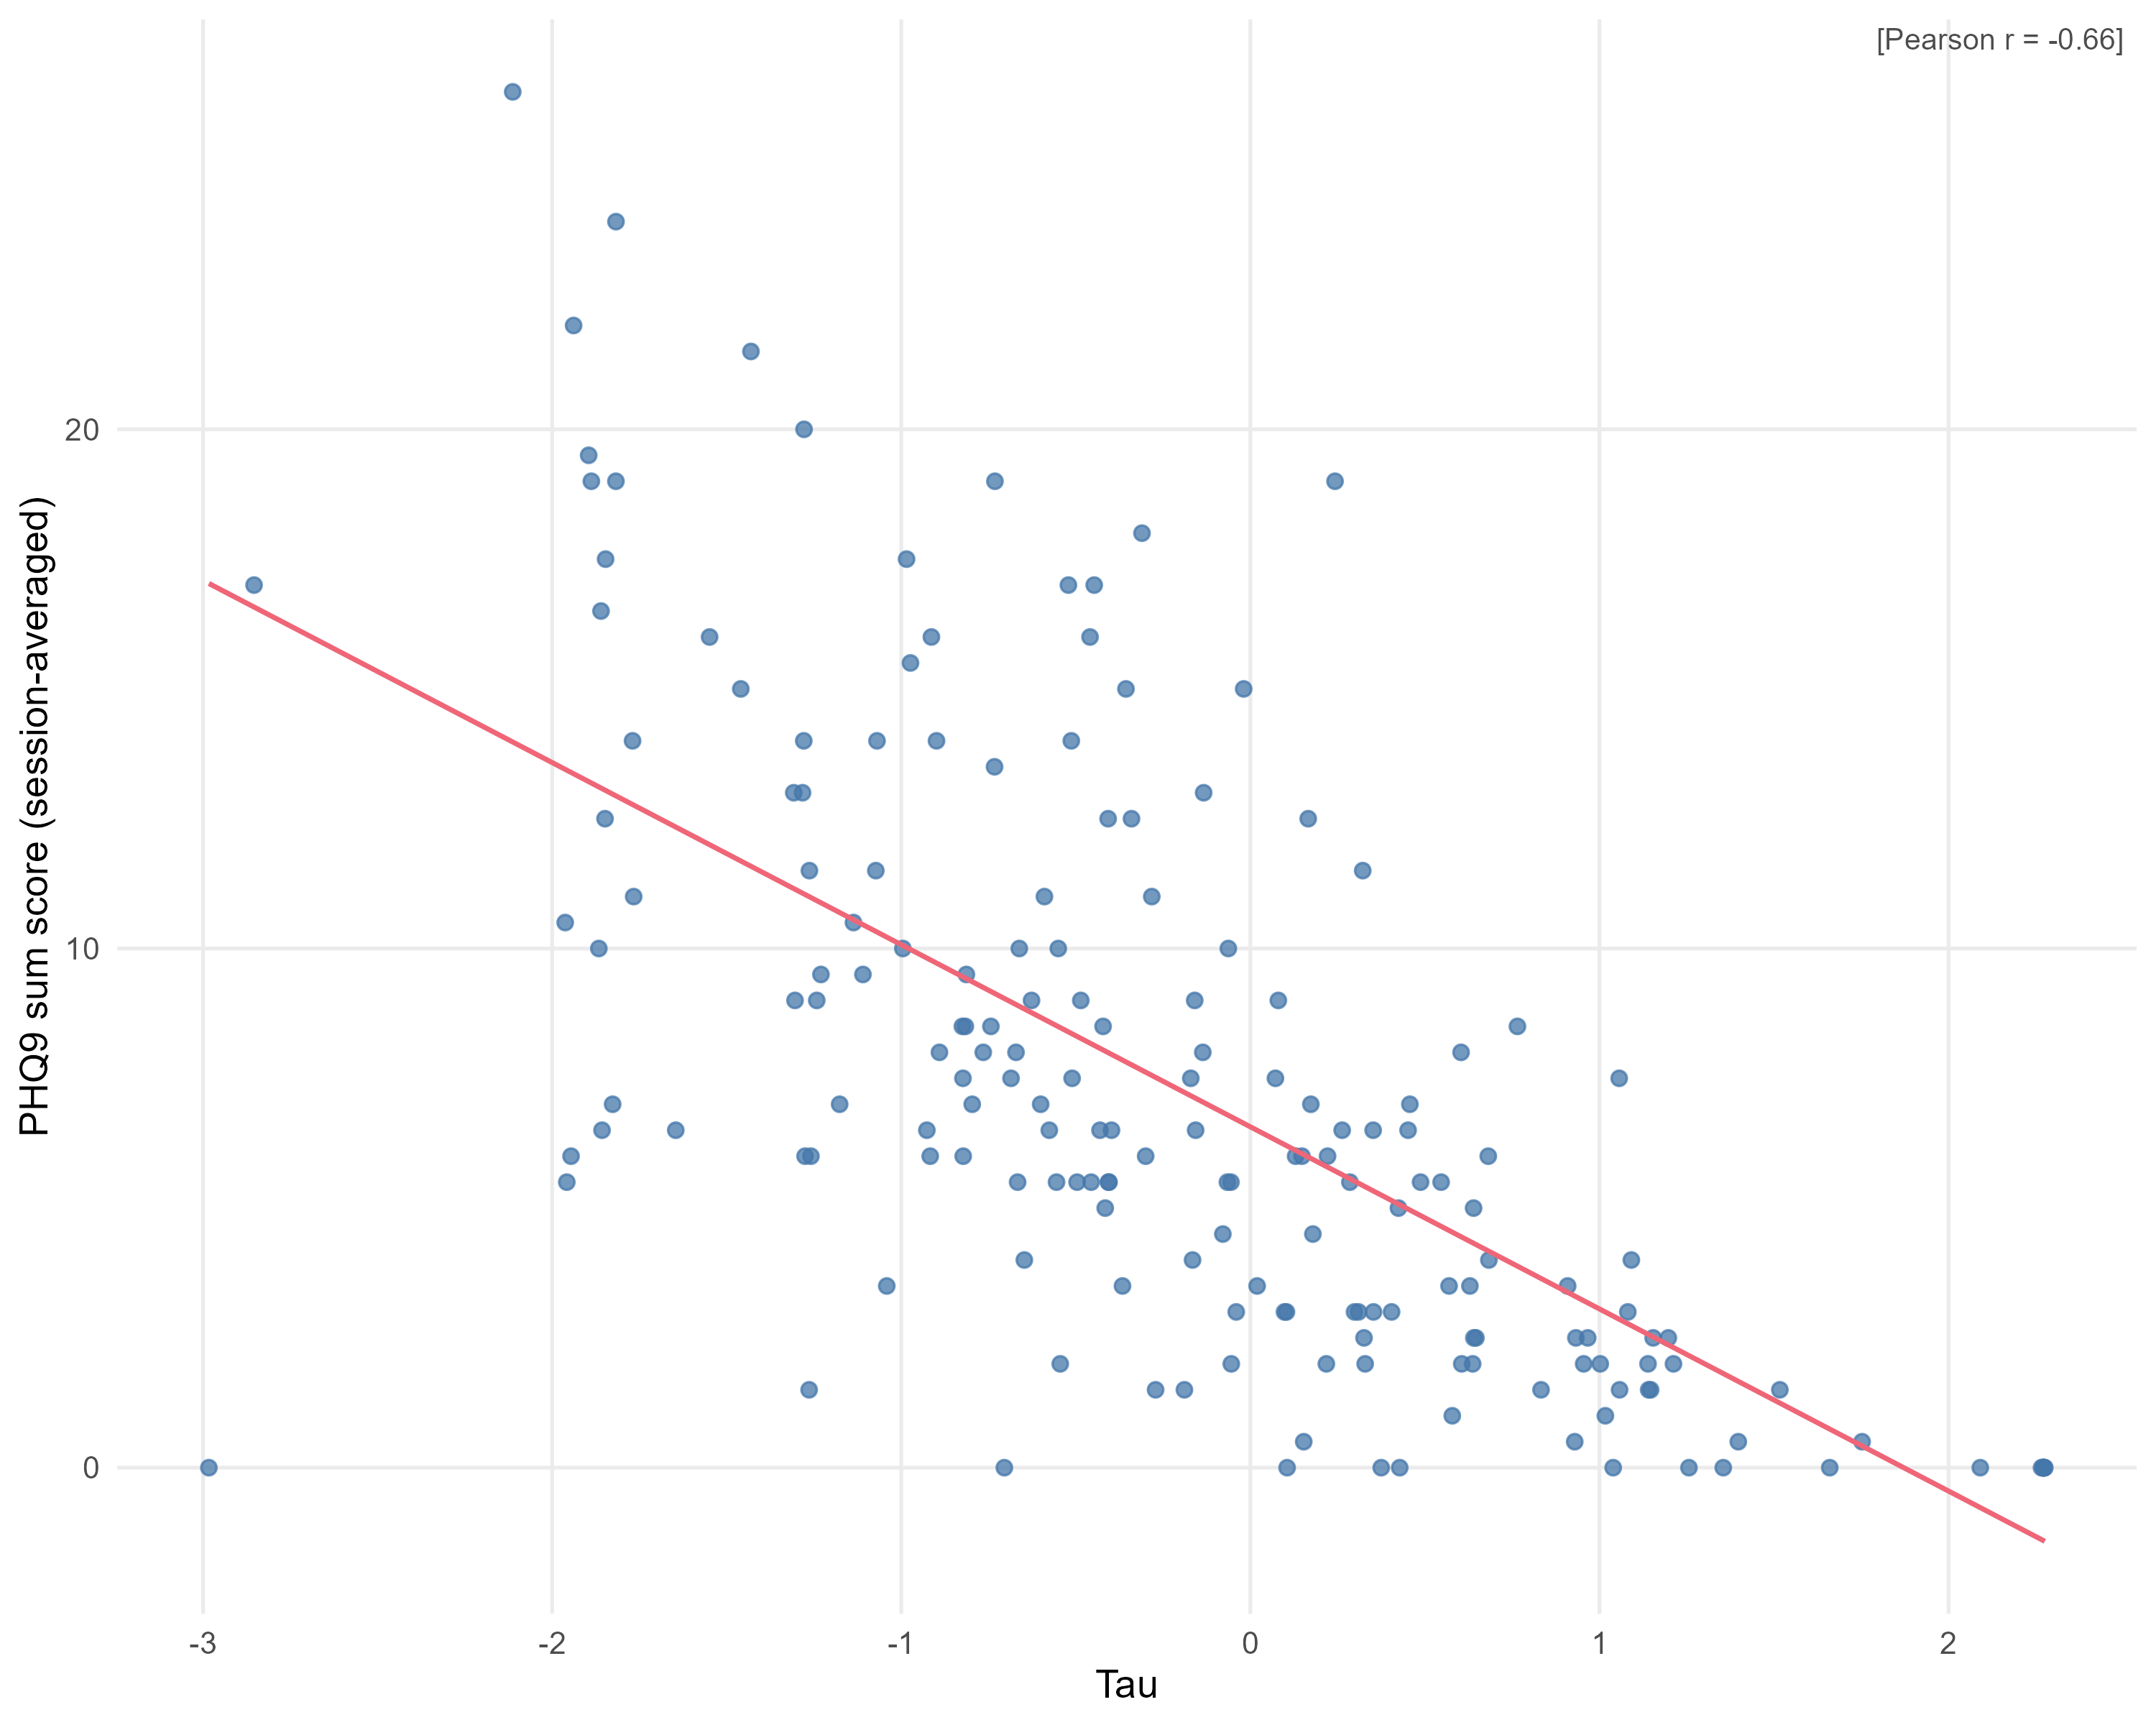 [Pearson r = -0.66]
PHQ9 sum score (session-averaged)
20
10
0
-3 -2 -1 0 1 2
Tau